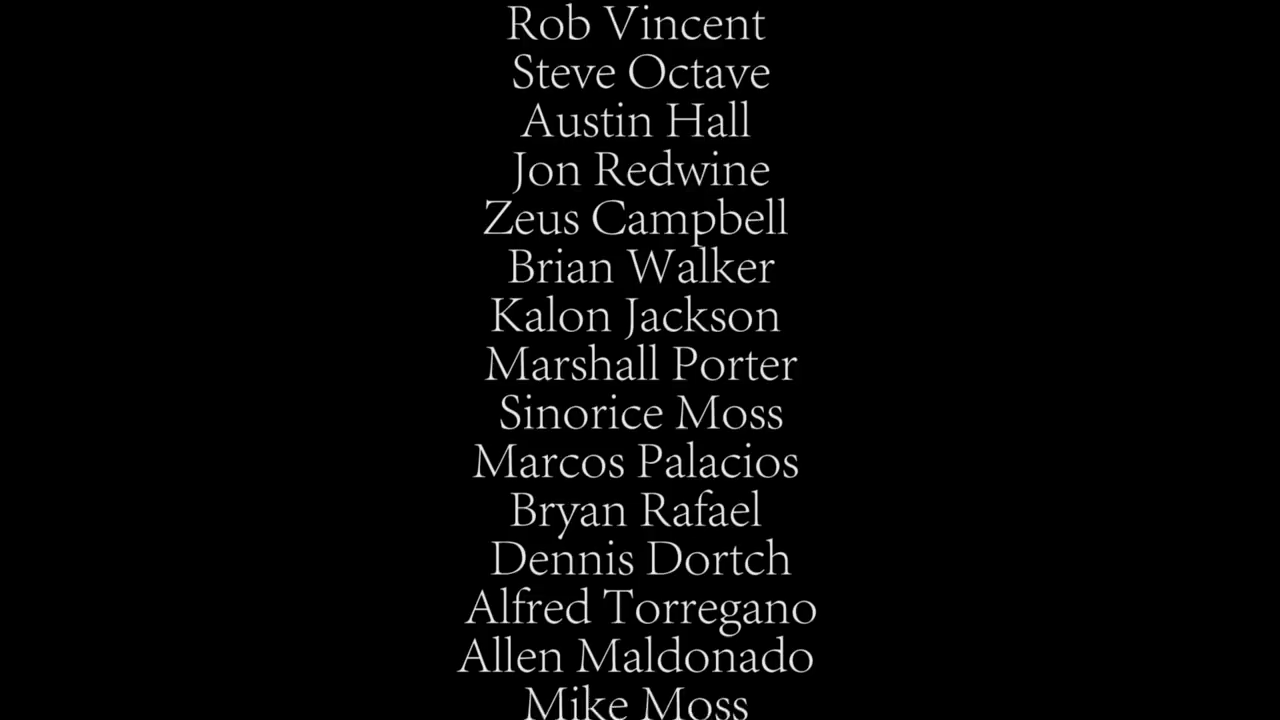 Rob Vincent
Steve Octave
Austin Hall
Jon Redwine
Zeus Campbell
Brian Walker
Kalon Jackson
Marshall Porter
Sinorice Moss
Marcos Palacios
Bryan Rafael
Dennis Dortch
Alfred Torregano
Allen Maldonado
Mike Moss